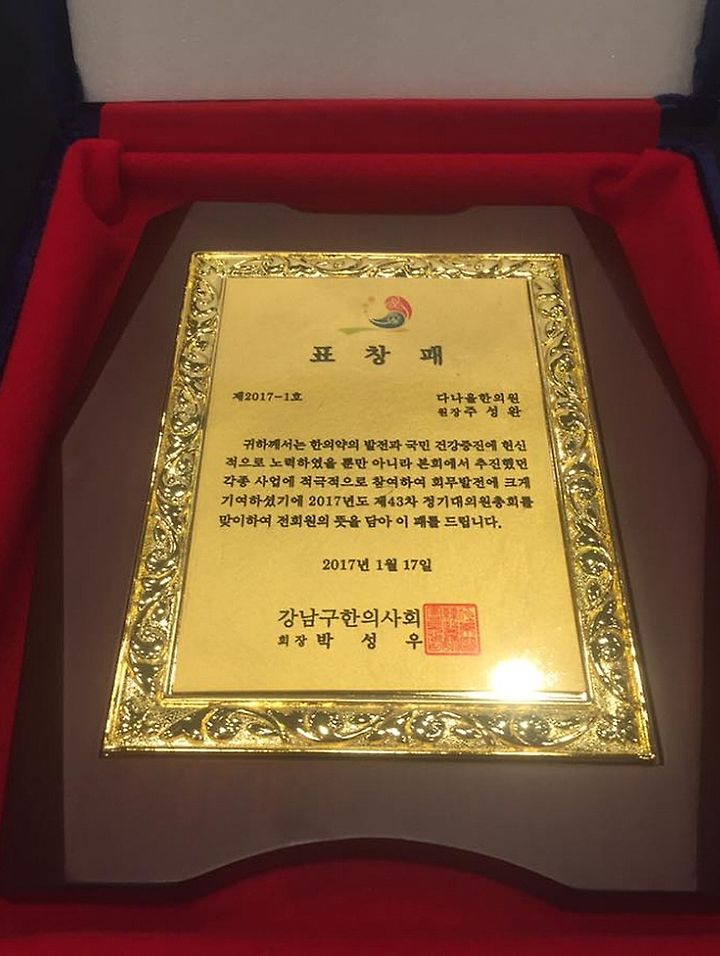 표 창 패
제2017-1호
다나을한의원
원장 주 성 완
귀하께서는 한의약의 발전과 국민 건강증진에 헌신
적으로 노력하였을 뿐만 아니라 본회에서 추진했던
각종 사업에 적극적으로 참여하여 회무발전에 크게
기여하셨기에 2017년도 제43차 정기대의원총회를
맞이하여 전회원의 뜻을 담아 이 패를 드립니다.
2017년 1월 17일
강남구한의사회
회장 박 성 우